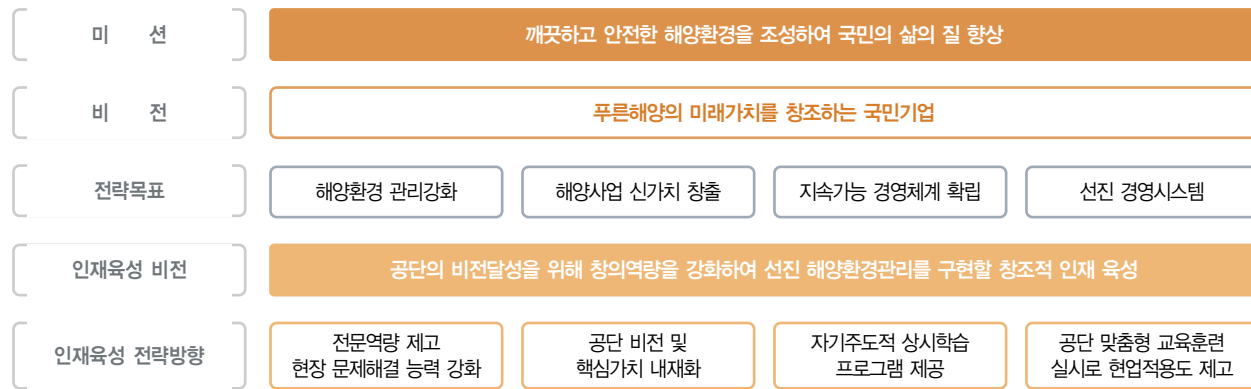 미 션
깨끗하고 안전한 해양환경을 조성하여 국민의 삶의 질 향상
비 전
푸른해양의 미래가치를 창조하는 국민기업
전략목표
해양환경 관리강화
해양사업 신가치 창출
지속가능 경영체계 확립
선진 경영시스템
인재육성 비전
공단의 비전달성을 위해 창의역량을 강화하여 선진 해양환경관리를 구현할 창조적 인재 육성
인재육성 전략방향
전문역량 제고
현장 문제해결 능력 강화
공단 비전 및
핵심가치 내재화
자기주도적 상시학습
프로그램 제공
공단 맞춤형 교육훈련
실시로 현업적용도 제고